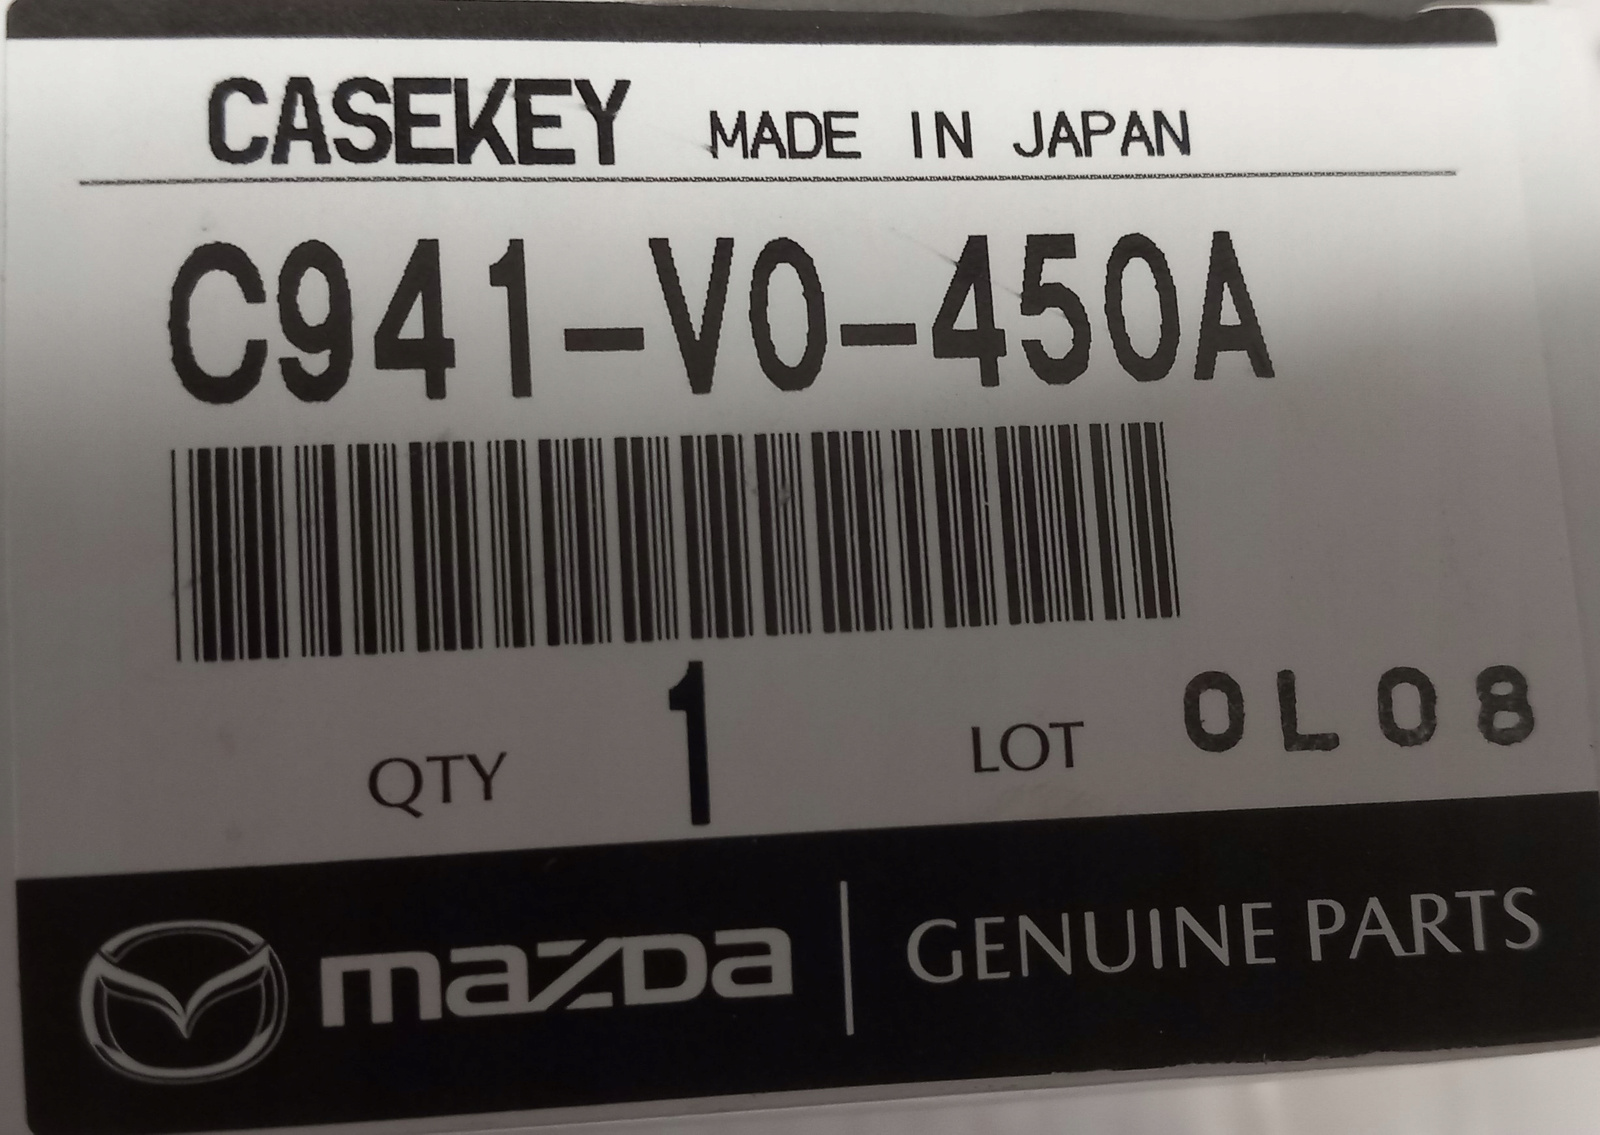 CASEKEY MADE IN JAPAN
C941-V0-450A
QTY 1 LOT 0L08
mazDa | GENUINE PARTS